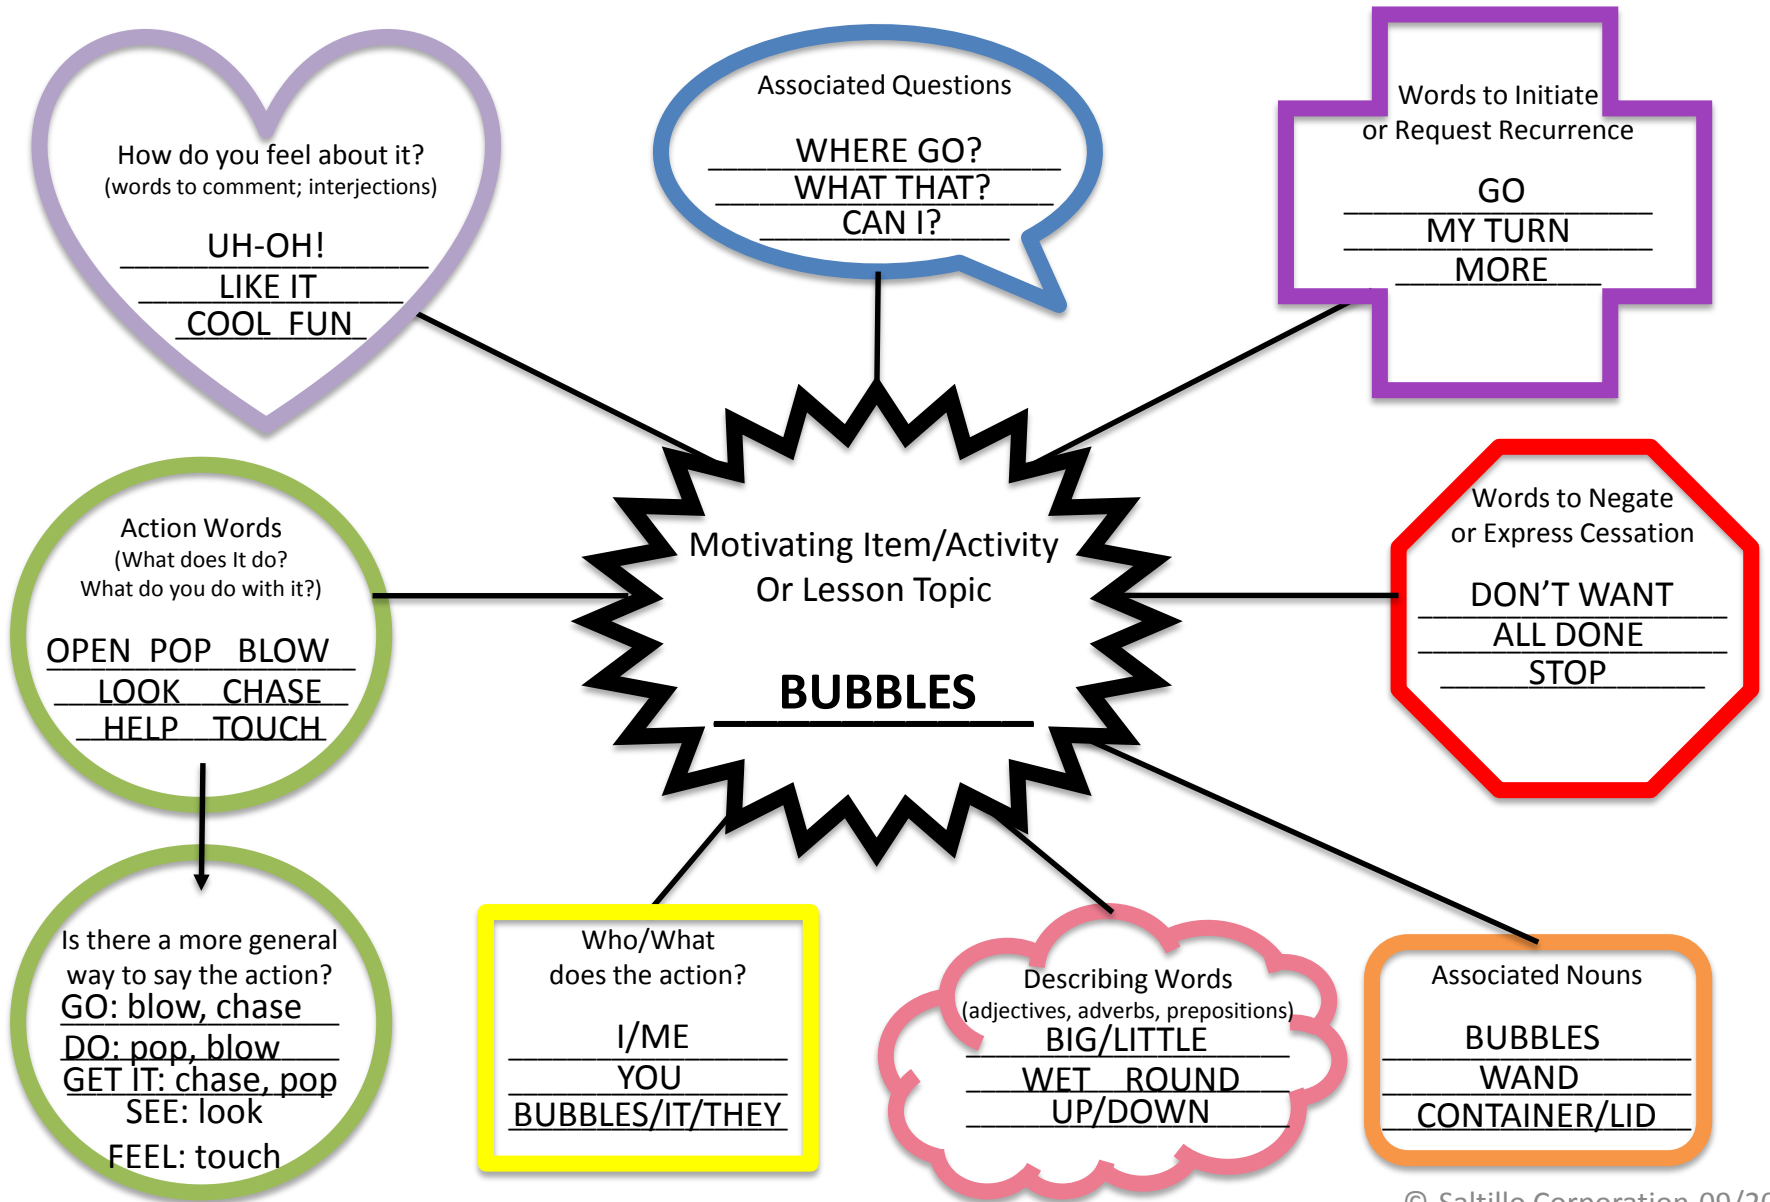 How do you feel about it?
(words to comment; interjections)
UH-OH!
LIKE IT
COOL FUN
Associated Questions
WHERE GO?
WHAT THAT?
CAN I?
Words to Initiate
or Request Recurrence
GO
MY TURN
MORE
Action Words
(What does It do?
What do you do with it?)
OPEN POP BLOW
LOOK CHASE
HELP TOUCH
Motivating Item/Activity
Or Lesson Topic
BUBBLES
Words to Negate
or Express Cessation
DON'T WANT
ALL DONE
STOP
Is there a more general
way to say the action?
GO: blow, chase
DO: pop, blow
GET IT: chase, pop
SEE: look
FEEL: touch
Who/What
does the action?
I/ME
YOU
BUBBLES/IT/THEY
Describing Words
(adjectives, adverbs, prepositions)
BIG/LITTLE
WET ROUND
UP/DOWN
Associated Nouns
BUBBLES
WAND
CONTAINER/LID
© Saltillo Corporation